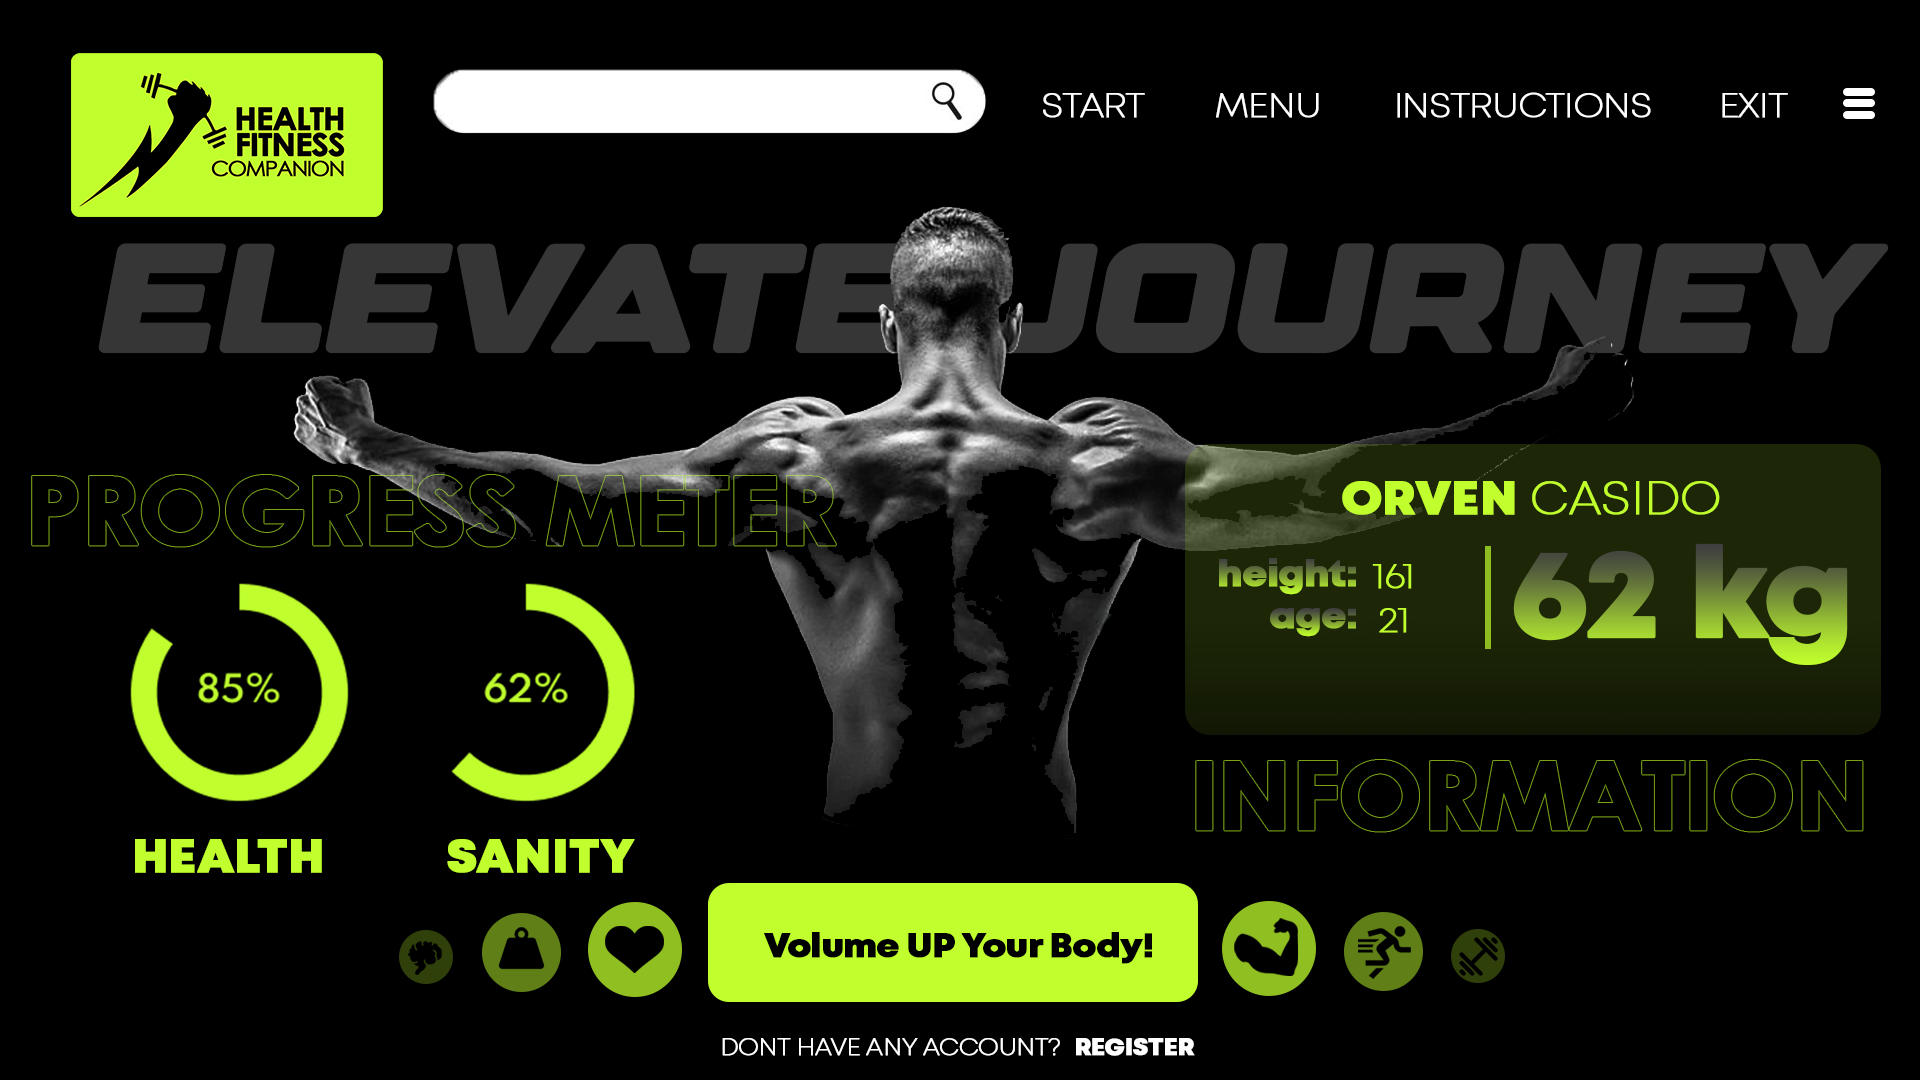 HEALTH
FITNESS
COMPANION
START MENU INSTRUCTIONS EXIT
ELEVATE JOURNEY
PROGRESS METER
85% 62%
HEALTH SANITY
ORVEN CASIDO
height: 161
age: 21
62 kg
INFORMATION
Volume UP Your Body!
DONT HAVE ANY ACCOUNT? REGISTER